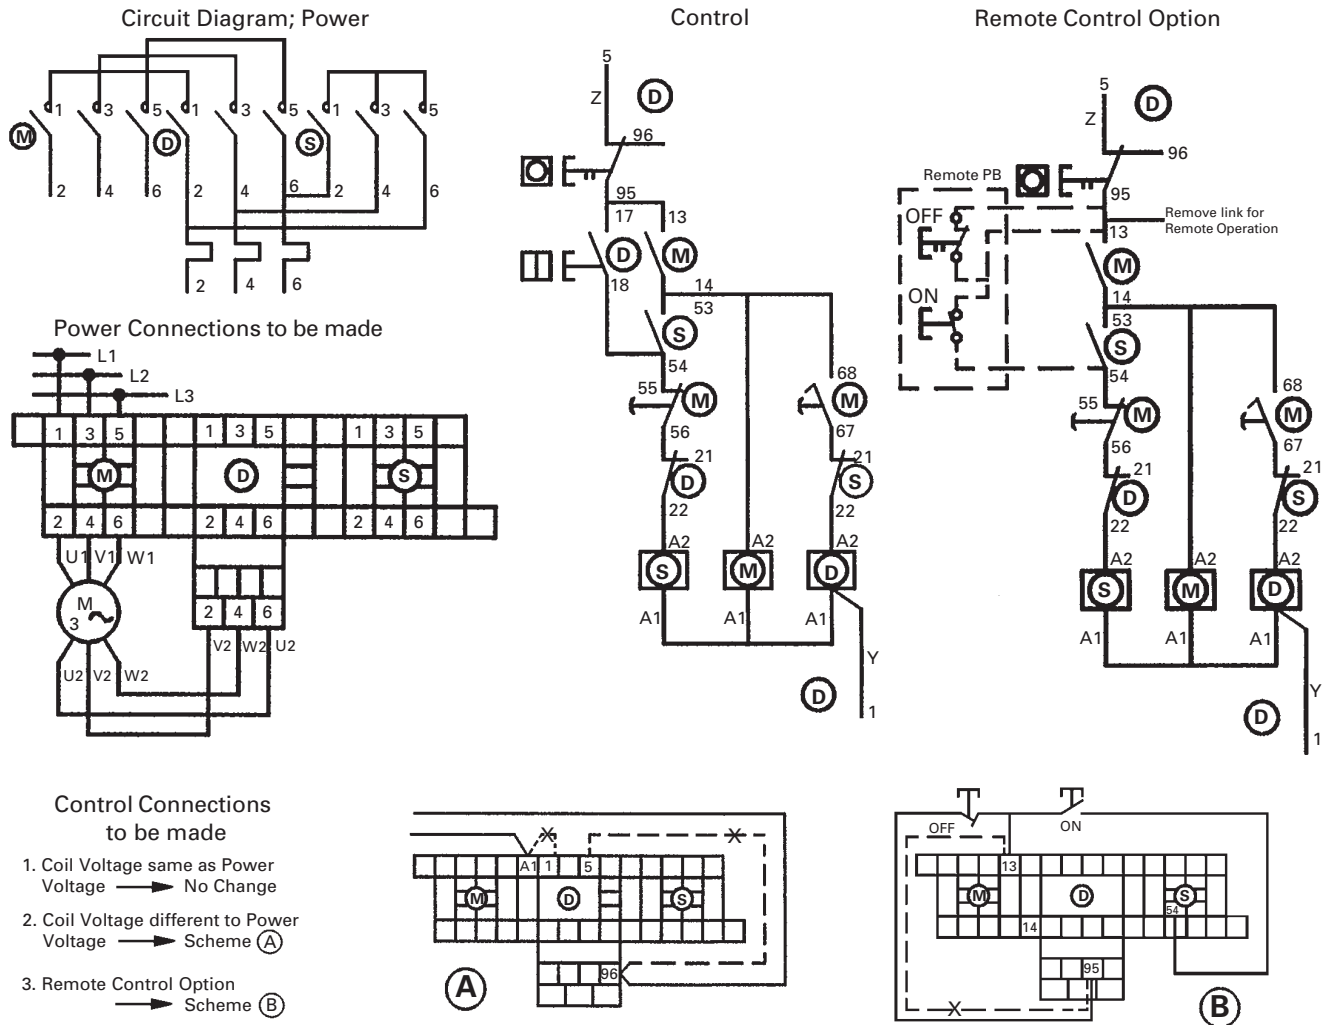 Circuit Diagram; Power
1 3 5 1 3 5 1 3 5
M D S
2 4 6 2 4 6 2 4 6
2 4 6
Power Connections to be made
L1
L2
L3
1 3 5 1 3 5 1 3 5
M D S
2 4 6 2 4 6 2 4 6
U1 V1 W1
M
3
2 4 6
V2 W2 U2
U2 V2 W2
Control
5
Z D
96
95
17 13
D M
18 14
53
S
54
55 M
56
68
M
67
21 21
D S
22 22
A2 A2 A2
S M D
A1 A1 A1
Y
D
1
Remote Control Option
5
Z D
96
Remote PB
95
OFF
Remove link for
Remote Operation
13
M
ON
14
53
S
54
55 M
56
68
M
67
21 21
D S
22 22
A2 A2 A2
S M D
A1 A1 A1
Y
D
1
Control Connections
to be made
1. Coil Voltage same as Power
Voltage No Change
2. Coil Voltage different to Power
Voltage Scheme A
3. Remote Control Option
Scheme B
X X
A1 1 5
M D S
96
A
OFF ON
13
M D S
54
14
95
X
B